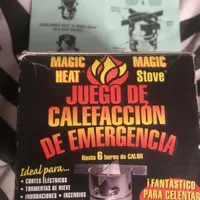 MAGIC HEAT
MAGIC Stove
JUEGO DE
CALEFACCIÓN
DE EMERGENCIA
Hasta 6 horas de CALOR
Ideal para...
• CORTES ELÉCTRICOS
• TORMENTAS DE NIEVE
• INUNDACIONES • INCENDIOS
¡FANTÁSTICO
PARA CELENTAR